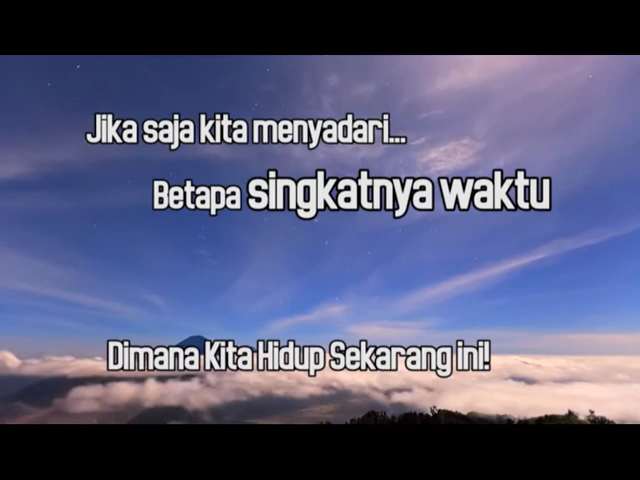 Jika saja kita menyadari...
Betapa singkatnya waktu
Dimana Kita Hidup Sekarang ini!